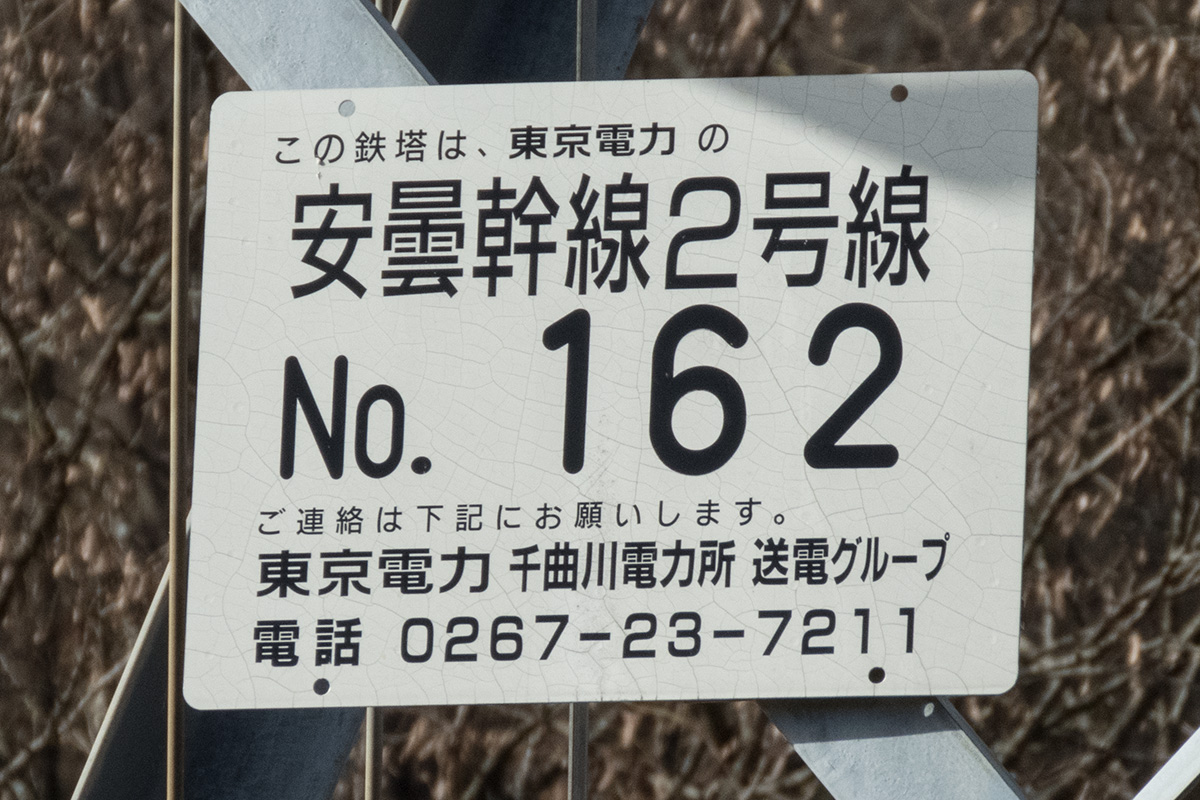 この鉄塔は、東京電力の
安曇幹線2号線
No. 162
ご連絡は下記にお願いします。
東京電力 千曲川電力所 送電グループ
電話 0267-23-7211